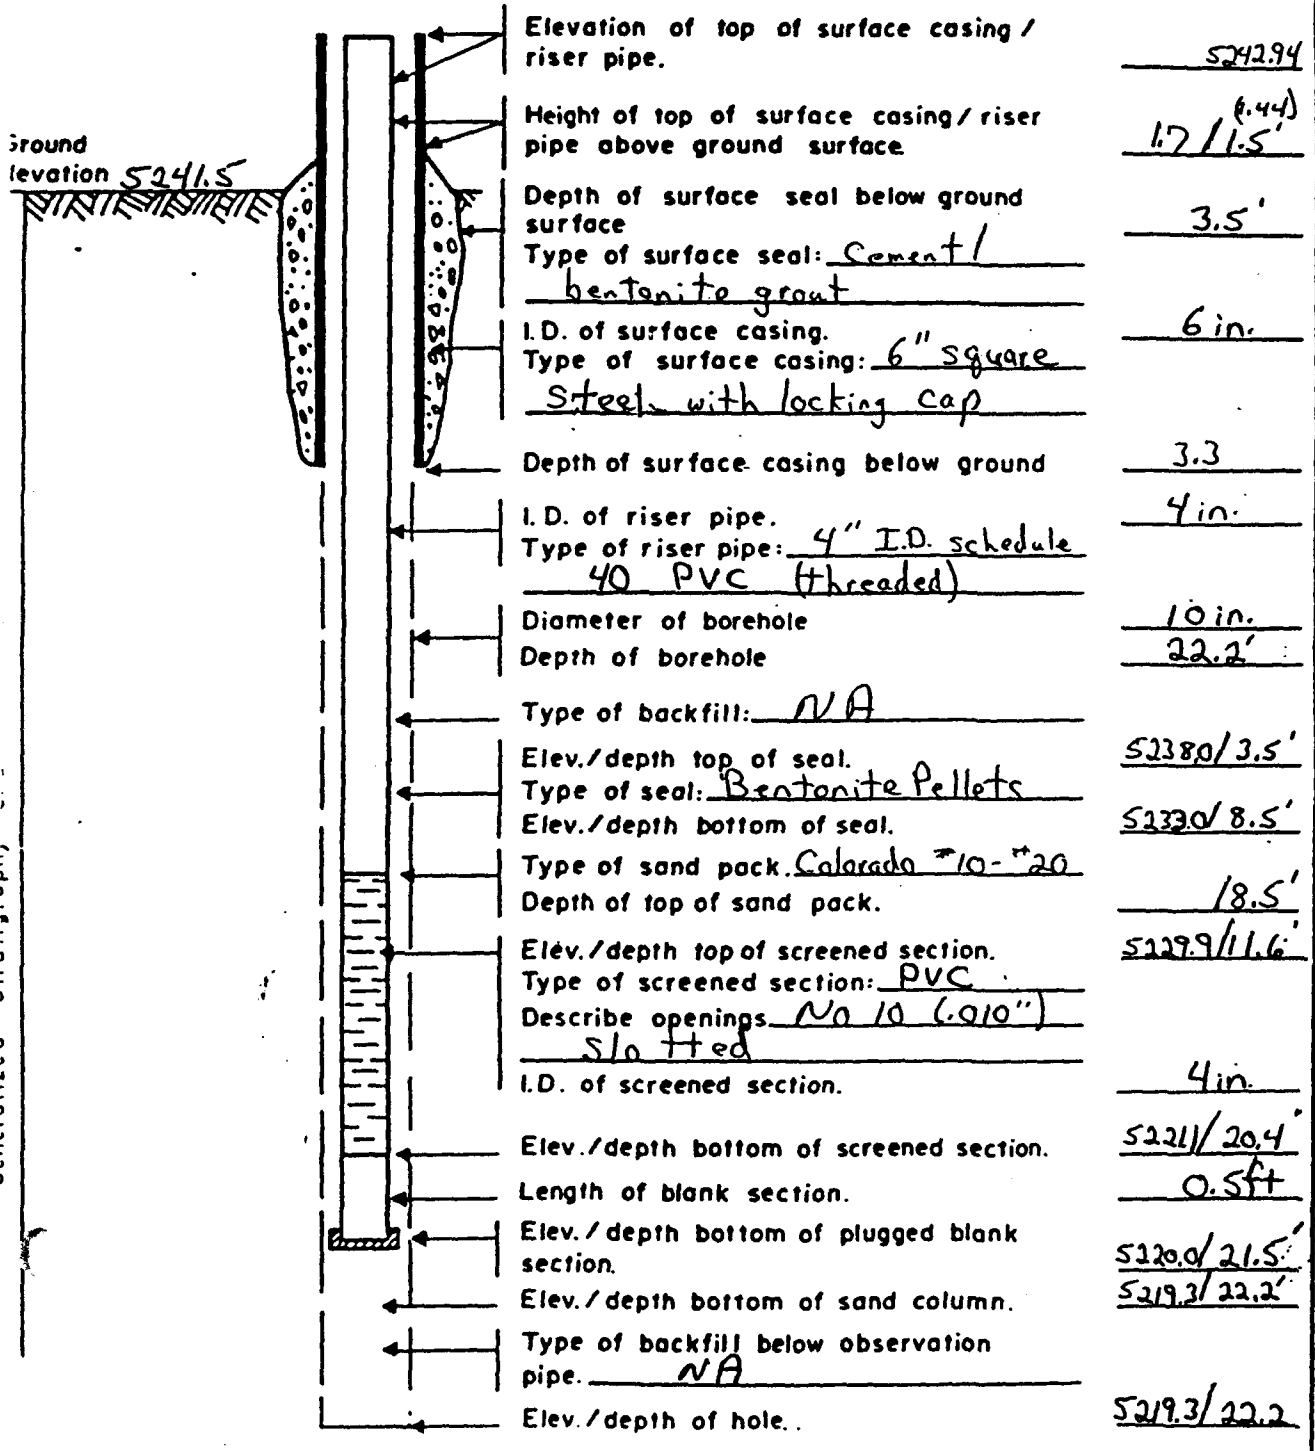 Elevation of top of surface casing /
riser pipe. 5242.94
Height of top of surface casing / riser (1.44)
pipe above ground surface 1.7 / 1.5'
Ground
levation 5241.5
Depth of surface seal below ground
surface 3.5'
Type of surface seal: Cement /
bentonite grout
I.D. of surface casing. 6 in.
Type of surface casing: 6" square
Steel with locking cap
Depth of surface casing below ground 3.3
I.D. of riser pipe. 4 in.
Type of riser pipe: 4" I.D. schedule
40 PVC (threaded)
Diameter of borehole 10 in.
Depth of borehole 22.2'
Type of backfill: NA
Elev./depth top of seal. 5238.0/3.5'
Type of seal: Bentonite Pellets
Elev./depth bottom of seal. 5233.0/8.5'
Type of sand pack. Colorado #10-#20
Depth of top of sand pack. /8.5'
Elev./depth top of screened section. 5229.9/11.6'
Type of screened section: PVC
Describe openings No 10 (.010")
Slotted
I.D. of screened section. 4 in.
Elev./depth bottom of screened section. 5221.1/20.4'
Length of blank section. 0.5ft
Elev./depth bottom of plugged blank
section. 5220.0/21.5'
Elev./depth bottom of sand column. 5219.3/22.2'
Type of backfill below observation
pipe. NA
Elev./depth of hole.. 5219.3/22.2